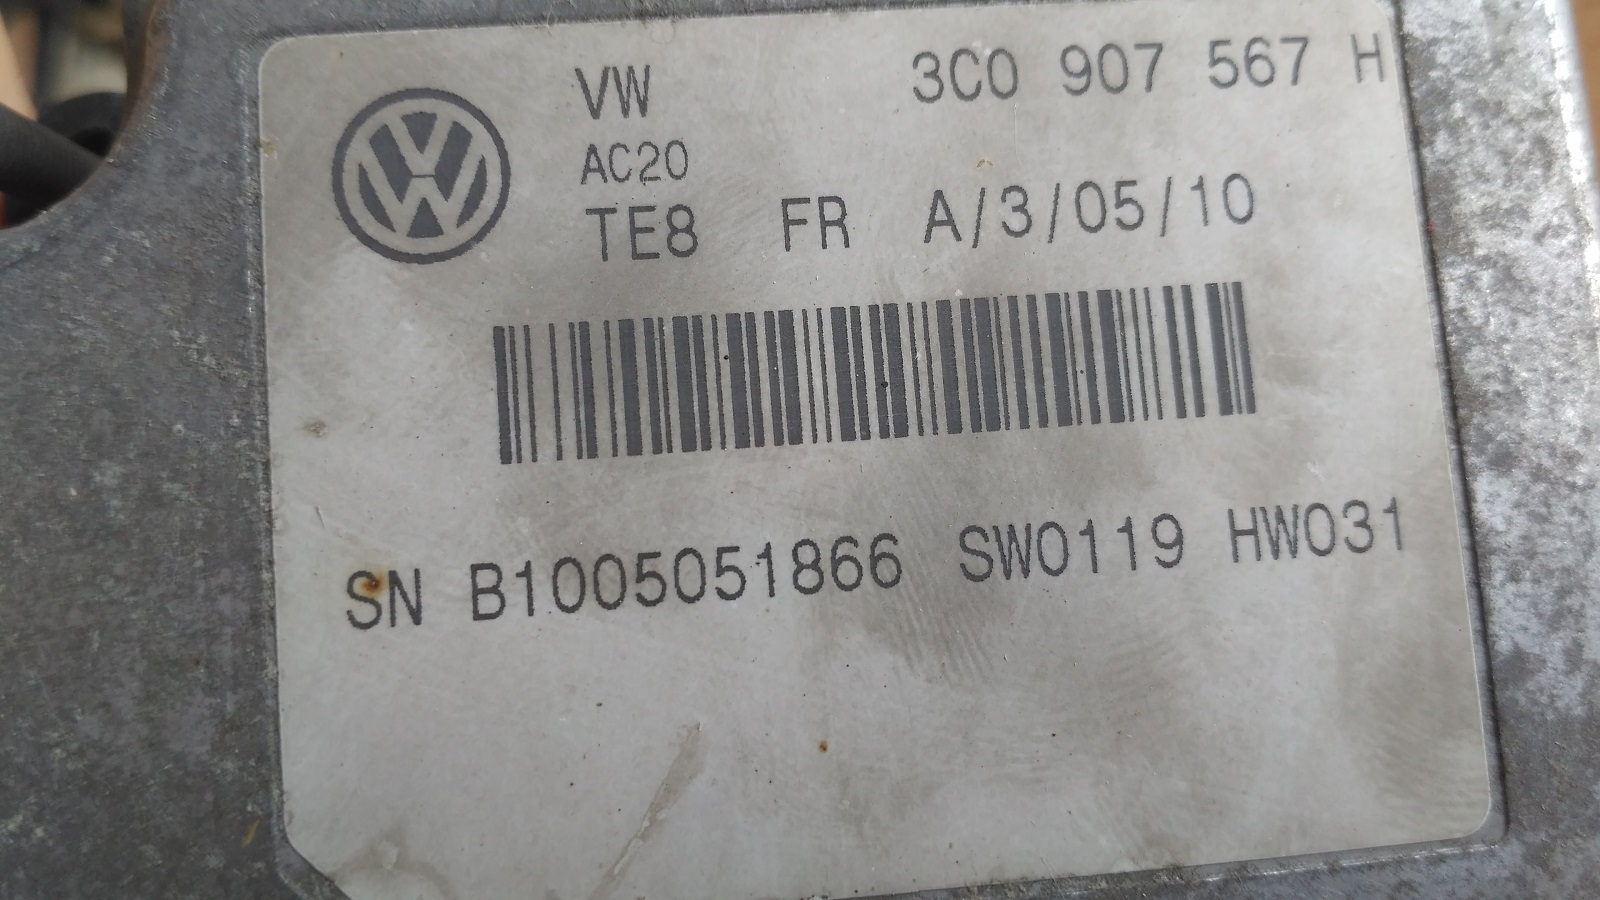 VW 3C0 907 567 H
AC20
TE8 FR A/3/05/10
SN B1005051866 SW0119 HW031